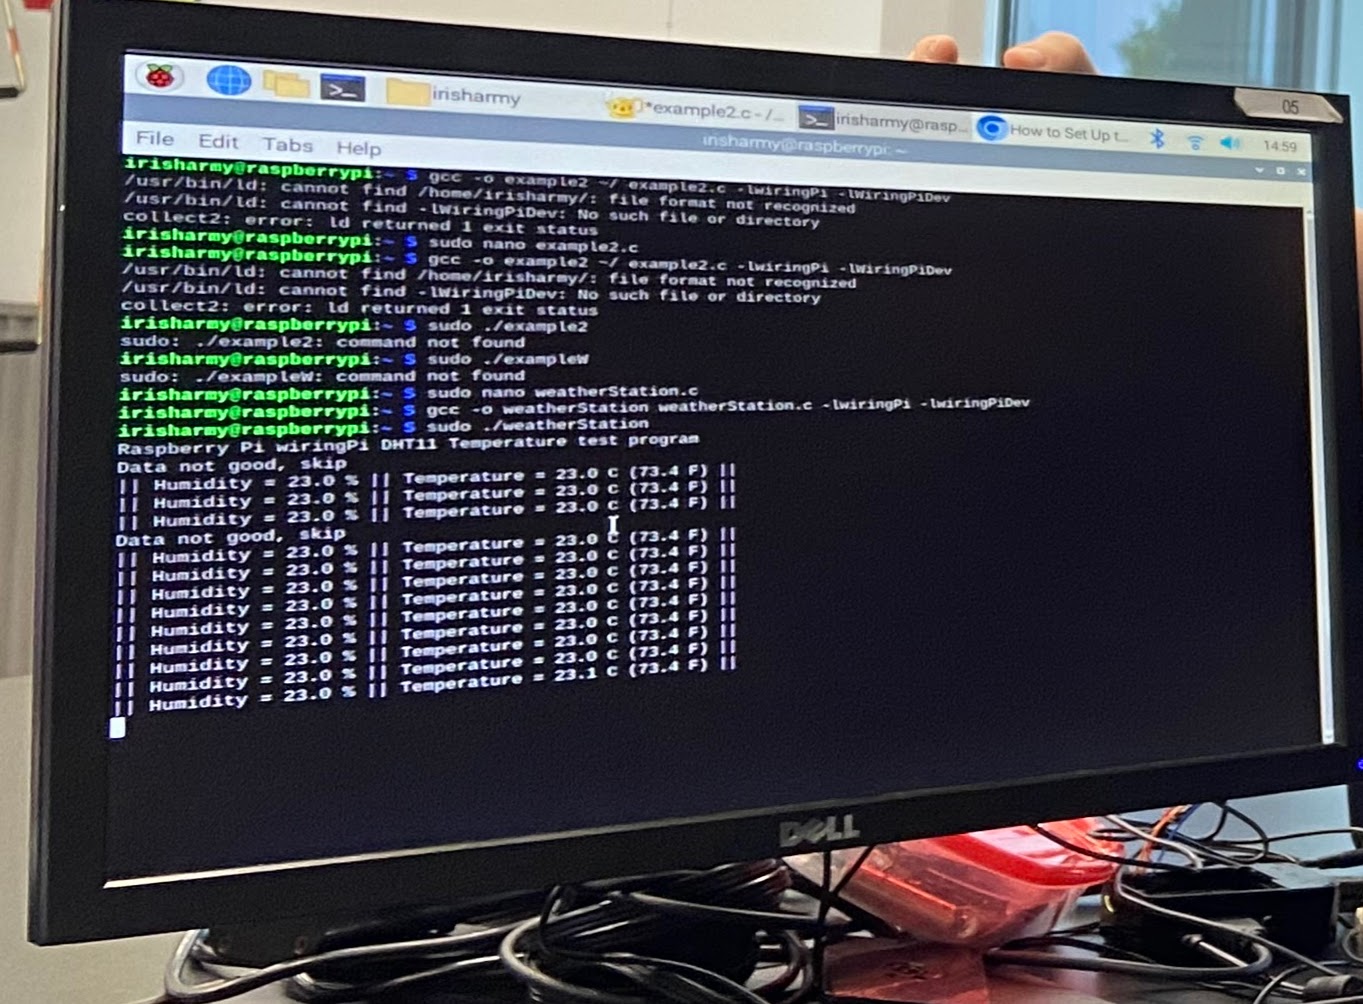 05
irisharmy
*example2.c - /...
irisharmy@rasp...
How to Set Up t...
14:59
irisharmy@raspberrypi: ~
File Edit Tabs Help
irisharmy@raspberrypi:~ $ gcc -o example2 ~/ example2.c -lwiringPi -lWiringPiDev
/usr/bin/ld: cannot find /home/irisharmy/: file format not recognized
/usr/bin/ld: cannot find -lWiringPiDev: No such file or directory
collect2: error: ld returned 1 exit status
irisharmy@raspberrypi:~ $ sudo nano example2.c
irisharmy@raspberrypi:~ $ gcc -o example2 ~/ example2.c -lwiringPi -lWiringPiDev
/usr/bin/ld: cannot find /home/irisharmy/: file format not recognized
/usr/bin/ld: cannot find -lWiringPiDev: No such file or directory
collect2: error: ld returned 1 exit status
irisharmy@raspberrypi:~ $ sudo ./example2
sudo: ./example2: command not found
irisharmy@raspberrypi:~ $ sudo ./exampleW
sudo: ./exampleW: command not found
irisharmy@raspberrypi:~ $ sudo nano weatherStation.c
irisharmy@raspberrypi:~ $ gcc -o weatherStation weatherStation.c -lwiringPi -lwiringPiDev
irisharmy@raspberrypi:~ $ sudo ./weatherStation
Raspberry Pi wiringPi DHT11 Temperature test program
Data not good, skip
|| Humidity = 23.0 % || Temperature = 23.0 C (73.4 F) ||
|| Humidity = 23.0 % || Temperature = 23.0 C (73.4 F) ||
|| Humidity = 23.0 % || Temperature = 23.0 C (73.4 F) ||
Data not good, skip
|| Humidity = 23.0 % || Temperature = 23.0 C (73.4 F) ||
|| Humidity = 23.0 % || Temperature = 23.0 C (73.4 F) ||
|| Humidity = 23.0 % || Temperature = 23.0 C (73.4 F) ||
|| Humidity = 23.0 % || Temperature = 23.0 C (73.4 F) ||
|| Humidity = 23.0 % || Temperature = 23.0 C (73.4 F) ||
|| Humidity = 23.0 % || Temperature = 23.0 C (73.4 F) ||
|| Humidity = 23.0 % || Temperature = 23.0 C (73.4 F) ||
|| Humidity = 23.0 % || Temperature = 23.0 C (73.4 F) ||
|| Humidity = 23.0 % || Temperature = 23.1 C (73.4 F) ||
DELL